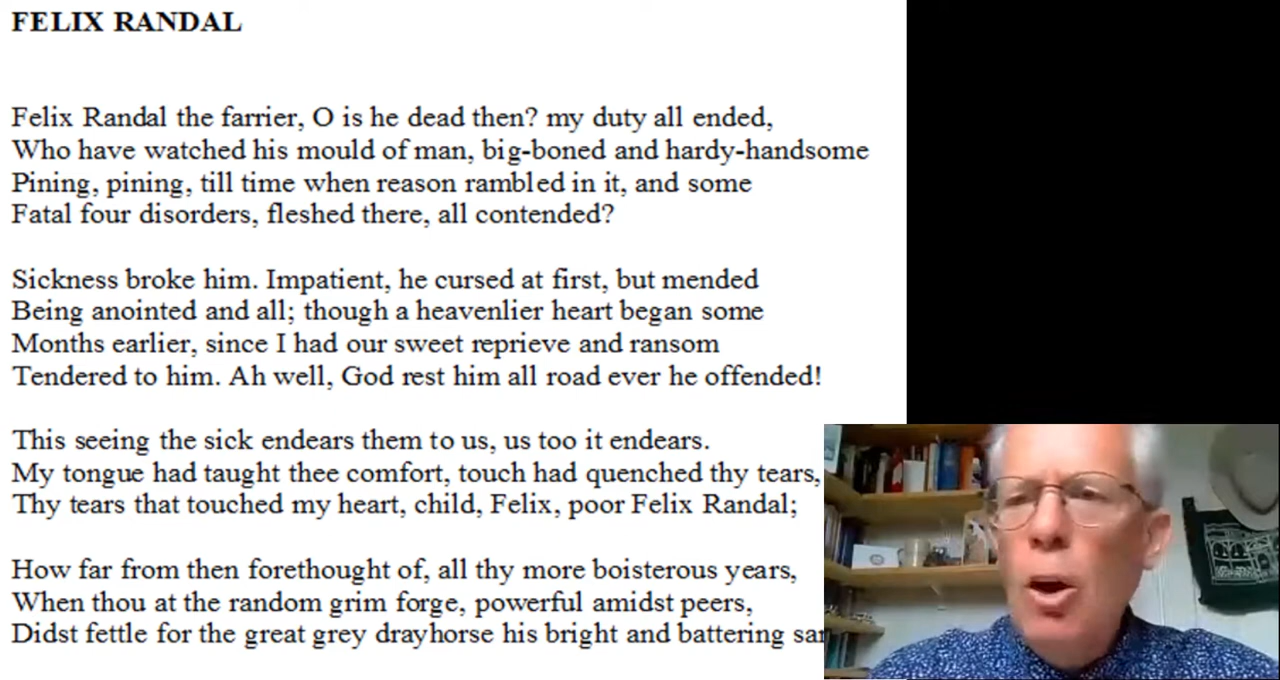 FELIX RANDAL
Felix Randal the farrier, O is he dead then? my duty all ended,
Who have watched his mould of man, big-boned and hardy-handsome
Pining, pining, till time when reason rambled in it, and some
Fatal four disorders, fleshed there, all contended?
Sickness broke him. Impatient, he cursed at first, but mended
Being anointed and all; though a heavenlier heart began some
Months earlier, since I had our sweet reprieve and ransom
Tendered to him. Ah well, God rest him all road ever he offended!
This seeing the sick endears them to us, us too it endears.
My tongue had taught thee comfort, touch had quenched thy tears,
Thy tears that touched my heart, child, Felix, poor Felix Randal;
How far from then forethought of, all thy more boisterous years,
When thou at the random grim forge, powerful amidst peers,
Didst fettle for the great grey drayhorse his bright and battering